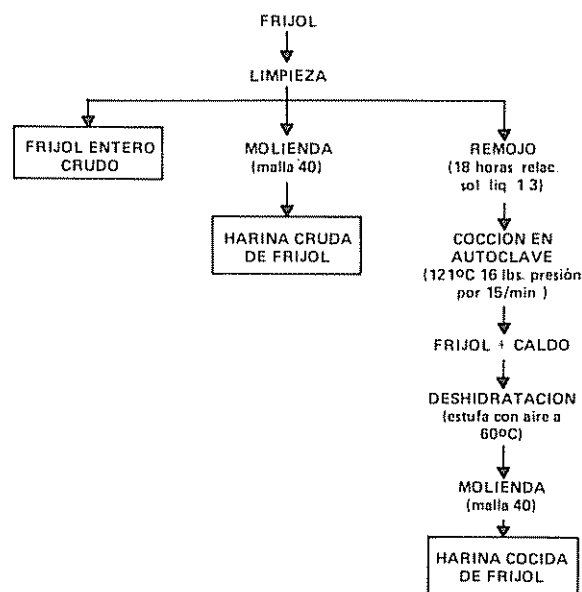 FRIJOL
LIMPIEZA
FRIJOL ENTERO
CRUDO
MOLIENDA
(malla 40)
HARINA CRUDA
DE FRIJOL
REMOJO
(18 horas relac.
sol liq 1 3)
COCCION EN
AUTOCLAVE
(121ºC 16 lbs. presión
por 15/min )
FRIJOL + CALDO
DESHIDRATACION
(estufa con aire a
60ºC)
MOLIENDA
(malla 40)
HARINA COCIDA
DE FRIJOL